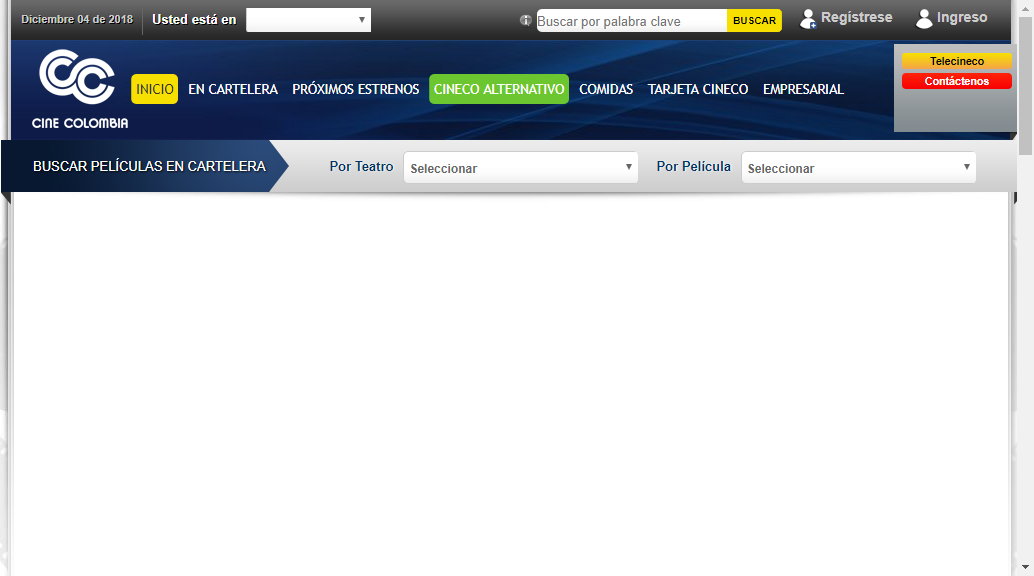 Diciembre 04 de 2018 Usted está en Buscar por palabra clave BUSCAR Regístrese Ingreso
Telecineco
Contáctenos
INICIO EN CARTELERA PRÓXIMOS ESTRENOS CINECO ALTERNATIVO COMIDAS TARJETA CINECO EMPRESARIAL
CINE COLOMBIA
BUSCAR PELÍCULAS EN CARTELERA Por Teatro Seleccionar Por Película Seleccionar